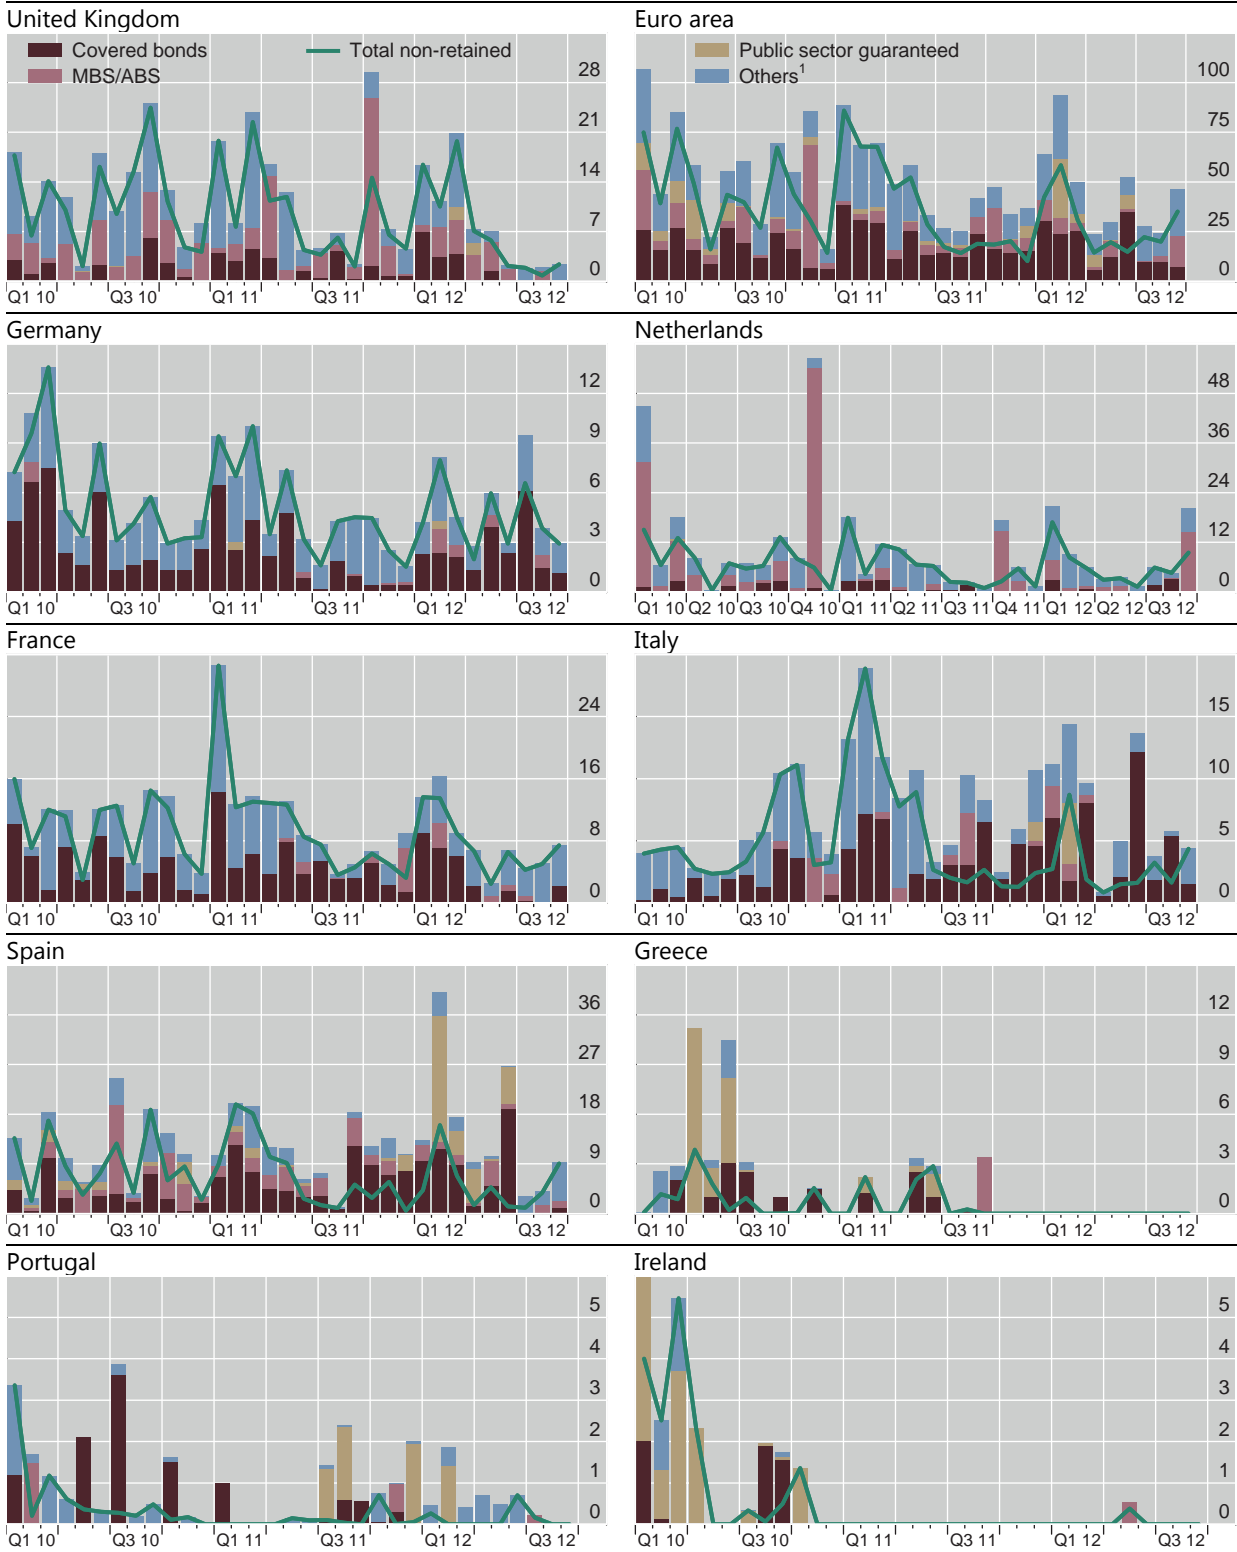 United Kingdom
Covered bonds
Total non-retained
MBS/ABS
28
21
14
7
0
Q1 10
Q3 10
Q1 11
Q3 11
Q1 12
Q3 12
Euro area
Public sector guaranteed
Others1
100
75
50
25
0
Q1 10
Q3 10
Q1 11
Q3 11
Q1 12
Q3 12
Germany
12
9
6
3
0
Q1 10
Q3 10
Q1 11
Q3 11
Q1 12
Q3 12
Netherlands
48
36
24
12
0
Q1 10
Q2 10
Q3 10
Q4 10
Q1 11
Q2 11
Q3 11
Q4 11
Q1 12
Q2 12
Q3 12
France
24
16
8
0
Q1 10
Q3 10
Q1 11
Q3 11
Q1 12
Q3 12
Italy
15
10
5
0
Q1 10
Q3 10
Q1 11
Q3 11
Q1 12
Q3 12
Spain
36
27
18
9
0
Q1 10
Q3 10
Q1 11
Q3 11
Q1 12
Q3 12
Greece
12
9
6
3
0
Q1 10
Q3 10
Q1 11
Q3 11
Q1 12
Q3 12
Portugal
5
4
3
2
1
0
Q1 10
Q3 10
Q1 11
Q3 11
Q1 12
Q3 12
Ireland
5
4
3
2
1
0
Q1 10
Q3 10
Q1 11
Q3 11
Q1 12
Q3 12